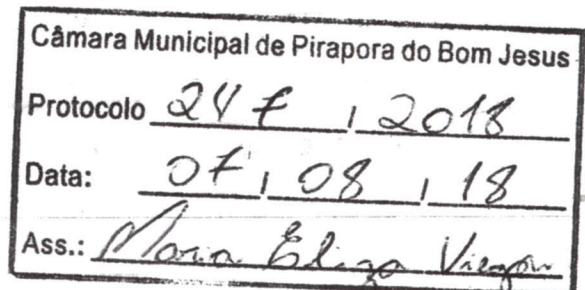 Câmara Municipal de Pirapora do Bom Jesus
Protocolo 247 / 2018
Data: 07 / 08 / 18
Ass.: Maria Eliza